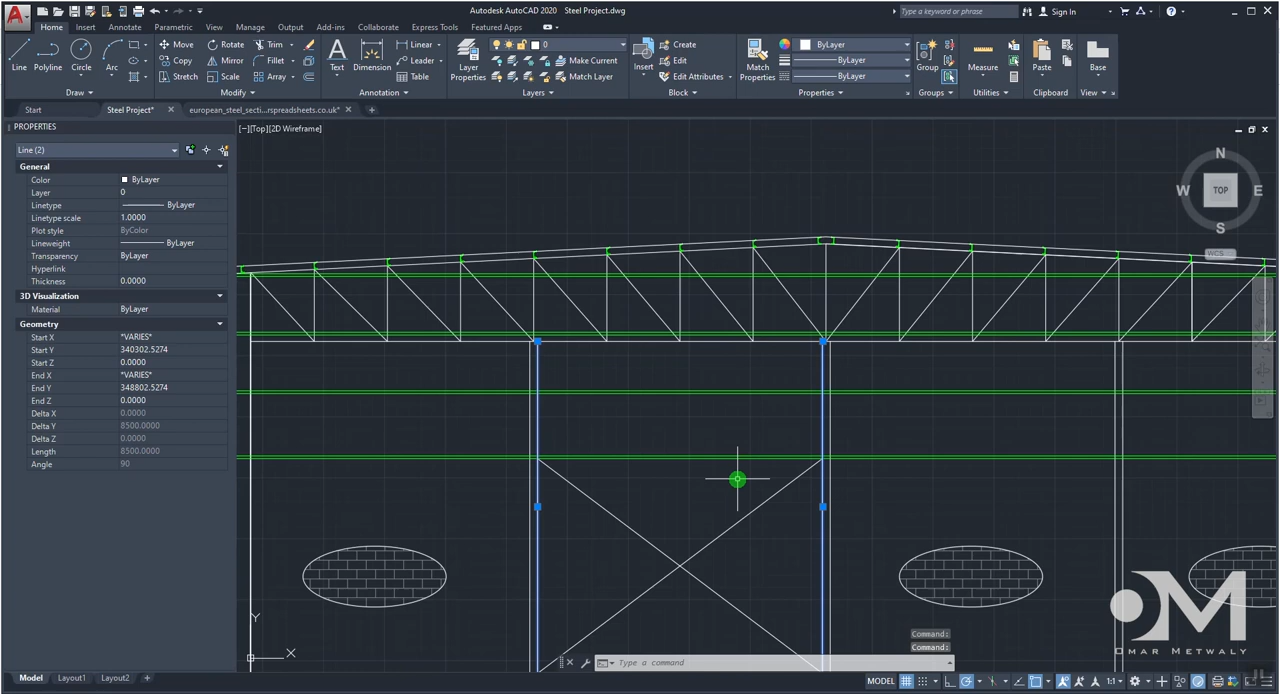 Autodesk AutoCAD 2020 Steel Project.dwg
Type a keyword or phrase
Sign In
Home Insert Annotate Parametric View Manage Output Add-ins Collaborate Express Tools Featured Apps
Line
Polyline
Circle
Arc
Draw
Move
Rotate
Trim
Copy
Mirror
Fillet
Stretch
Scale
Array
Modify
Text
Dimension
Linear
Leader
Table
Annotation
Layer
Properties
0
Make Current
Match Layer
Layers
Insert
Create
Edit
Edit Attributes
Block
Match
Properties
ByLayer
ByLayer
ByLayer
Properties
Group
Groups
Measure
Utilities
Paste
Clipboard
Base
View
Start
Steel Project*
european_steel_secti...rspreadsheets.co.uk*
PROPERTIES
Line (2)
General
Color ByLayer
Layer 0
Linetype ByLayer
Linetype scale 1.0000
Plot style ByColor
Lineweight ByLayer
Transparency ByLayer
Hyperlink
Thickness 0.0000
3D Visualization
Material ByLayer
Geometry
Start X *VARIES*
Start Y 340302.5274
Start Z 0.0000
End X *VARIES*
End Y 348802.5274
End Z 0.0000
Delta X 0.0000
Delta Y 8500.0000
Delta Z 0.0000
Length 8500.0000
Angle 90
[−][Top][2D Wireframe]
N
W TOP E
S
WCS
Y
X
OM
OMAR METWALY
Command:
Command:
Type a command
Model Layout1 Layout2 +
MODEL
1:1